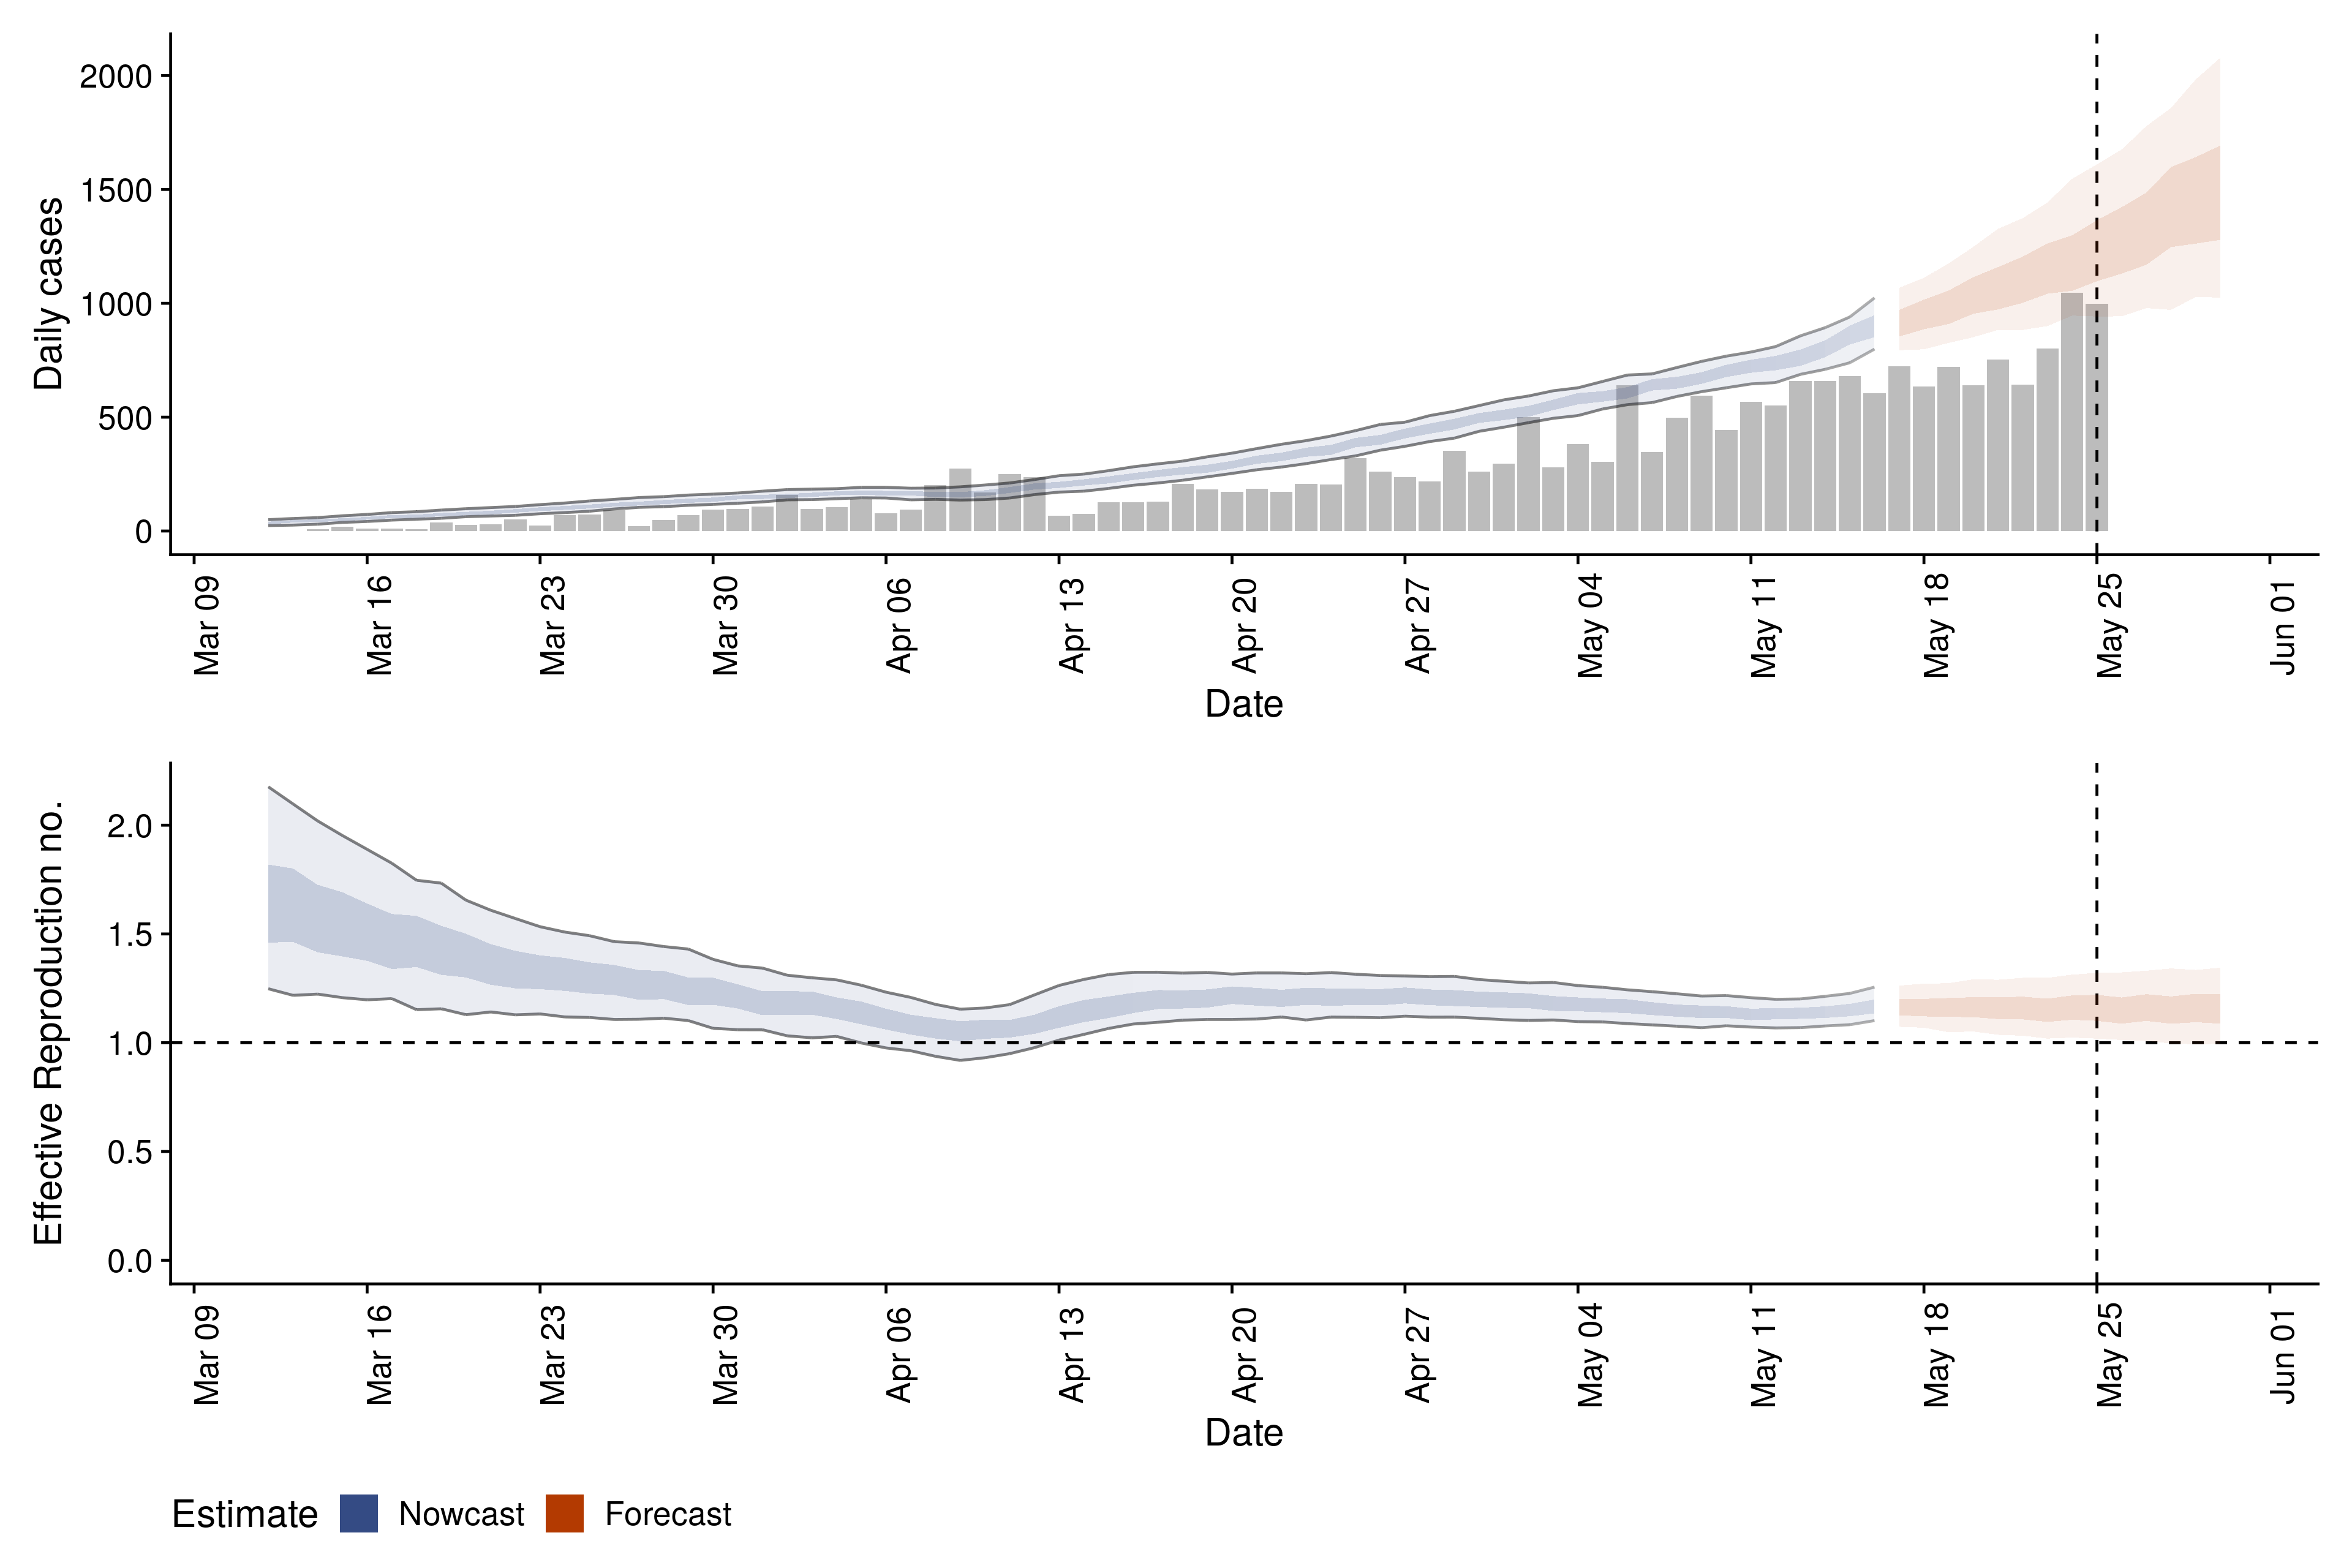 Daily cases
2000
1500
1000
500
0
Mar 09
Mar 16
Mar 23
Mar 30
Apr 06
Apr 13
Apr 20
Apr 27
May 04
May 11
May 18
May 25
Jun 01
Date
Effective Reproduction no.
2.0
1.5
1.0
0.5
0.0
Mar 09
Mar 16
Mar 23
Mar 30
Apr 06
Apr 13
Apr 20
Apr 27
May 04
May 11
May 18
May 25
Jun 01
Date
Estimate Nowcast Forecast